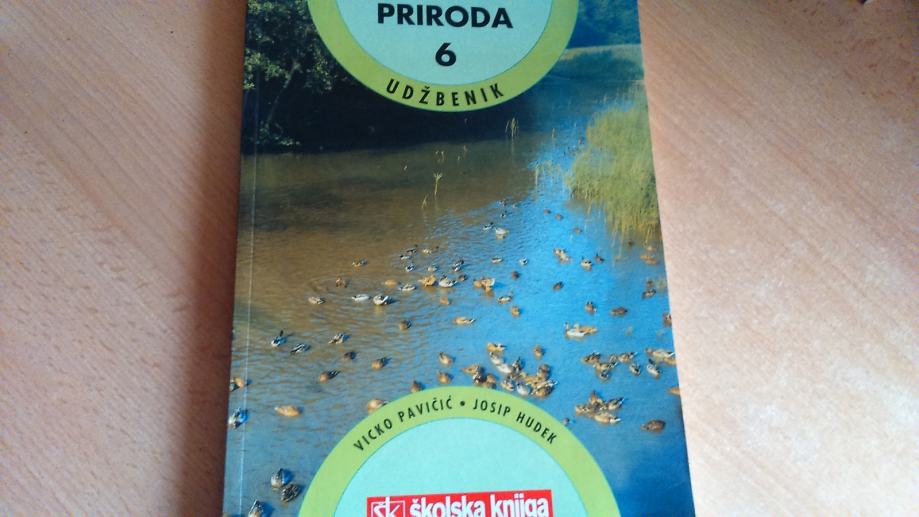 PRIRODA
6
UDŽBENIK
VICKO PAVIČIĆ • JOSIP HUDEK
školska knjiga